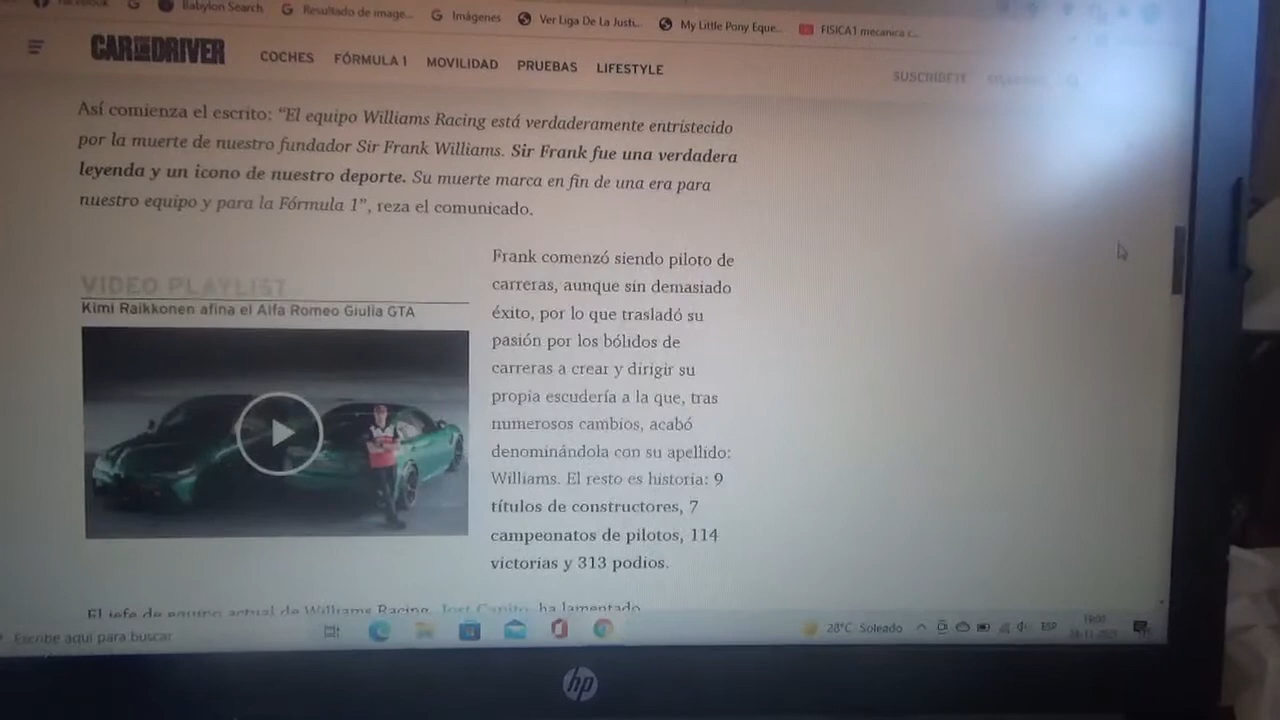 Facebook
Babylon Search
Resultado de image...
Imágenes
Ver Liga De La Justi...
My Little Pony Eque...
FISICA1 mecanica c...
CAR AND DRIVER
COCHES FÓRMULA 1 MOVILIDAD PRUEBAS LIFESTYLE
SUSCRÍBETE
Así comienza el escrito: “El equipo Williams Racing está verdaderamente entristecido
por la muerte de nuestro fundador Sir Frank Williams. Sir Frank fue una verdadera
leyenda y un icono de nuestro deporte. Su muerte marca en fin de una era para
nuestro equipo y para la Fórmula 1”, reza el comunicado.
VIDEO PLAYLIST
Kimi Raikkonen afina el Alfa Romeo Giulia GTA
Frank comenzó siendo piloto de
carreras, aunque sin demasiado
éxito, por lo que trasladó su
pasión por los bólidos de
carreras a crear y dirigir su
propia escudería a la que, tras
numerosos cambios, acabó
denominándola con su apellido:
Williams. El resto es historia: 9
títulos de constructores, 7
campeonatos de pilotos, 114
victorias y 313 podios.
El jefe de equipo actual de Williams Racing, Jost Capito, ha lamentado
Escribe aquí para buscar
28°C Soleado
ESP
hp